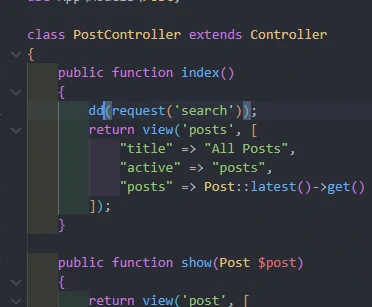 class PostController extends Controller
{
    public function index()
    {
        dd(request('search'));
        return view('posts', [
            "title" => "All Posts",
            "active" => "posts",
            "posts" => Post::latest()->get()
        ]);
    }

    public function show(Post $post)
    {
        return view('post', [